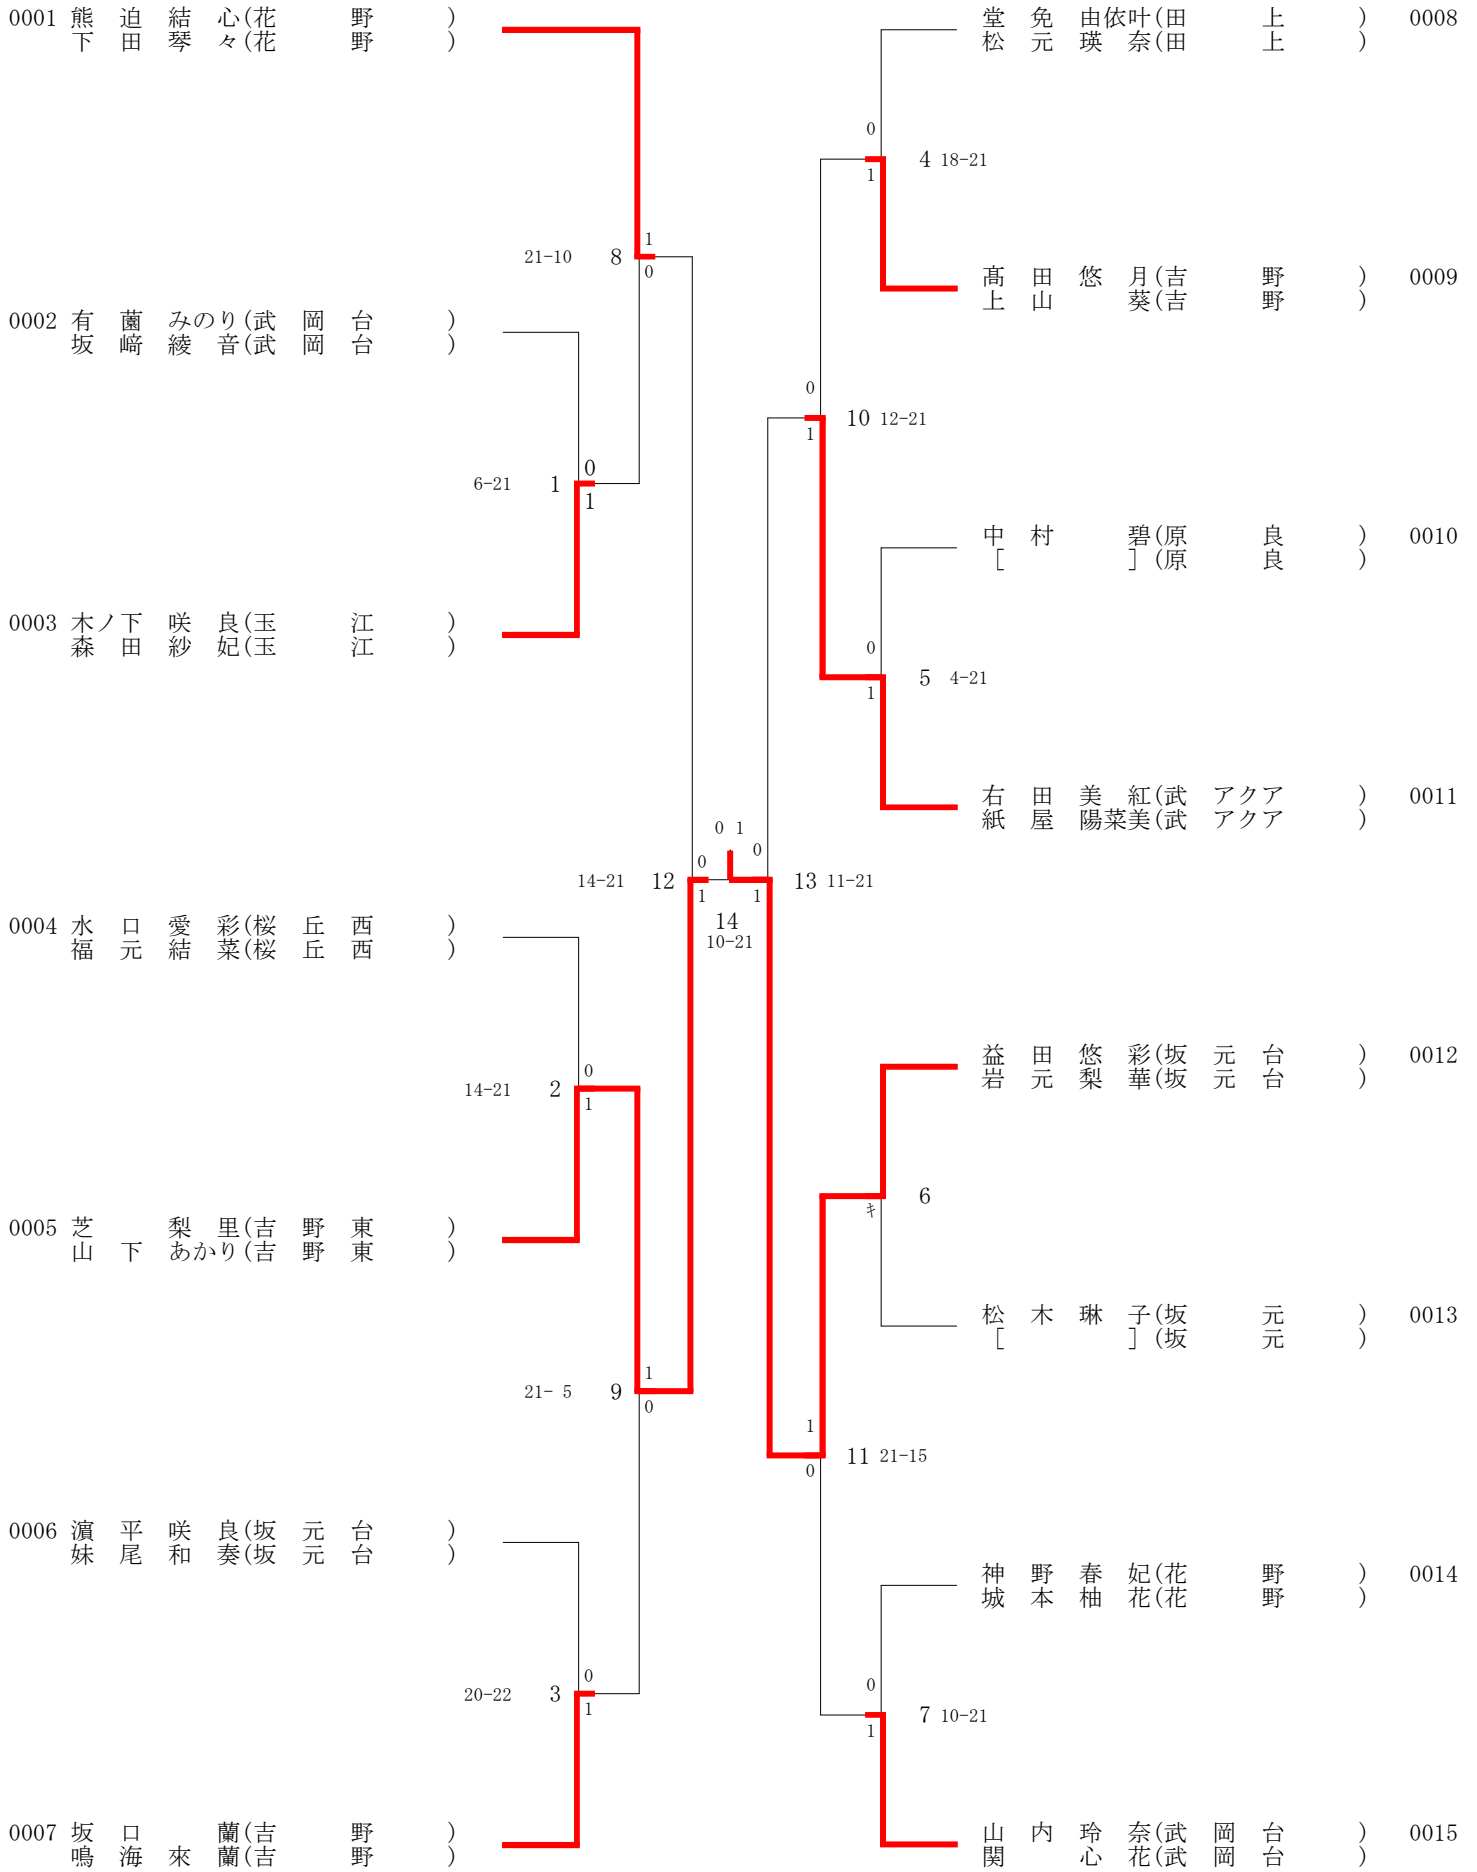 0001 熊 迫 結 心(花 野 )
下 田 琴 々(花 野 )
21-10 8 1
0
0002 有 薗 みのり(武 岡 台 )
坂 﨑 綾 音(武 岡 台 )
6-21 1 0
1
0003 木ノ下 咲 良(玉 江 )
森 田 紗 妃(玉 江 )
14-21 12 0
1
0004 水 口 愛 彩(桜 丘 西 )
福 元 結 菜(桜 丘 西 )
14-21 2 0
1
0005 芝 梨 里(吉 野 東 )
山 下 あかり(吉 野 東 )
21- 5 9 1
0
0006 濵 平 咲 良(坂 元 台 )
妹 尾 和 奏(坂 元 台 )
20-22 3 0
1
0007 坂 口 蘭(吉 野 )
鳴 海 來 蘭(吉 野 )
0 1
14
10-21
堂 免 由依叶(田 上 ) 0008
松 元 瑛 奈(田 上 )
0
1 4 18-21
髙 田 悠 月(吉 野 ) 0009
上 山 葵(吉 野 )
0
1 10 12-21
中 村 碧(原 良 ) 0010
[ ](原 良 )
0
1 5 4-21
右 田 美 紅(武 アクア ) 0011
紙 屋 陽菜美(武 アクア )
0
1 13 11-21
益 田 悠 彩(坂 元 台 ) 0012
岩 元 梨 華(坂 元 台 )
キ 6
松 木 琳 子(坂 元 ) 0013
[ ](坂 元 )
1
0 11 21-15
神 野 春 妃(花 野 ) 0014
城 本 柚 花(花 野 )
0
1 7 10-21
山 内 玲 奈(武 岡 台 ) 0015
関 心 花(武 岡 台 )